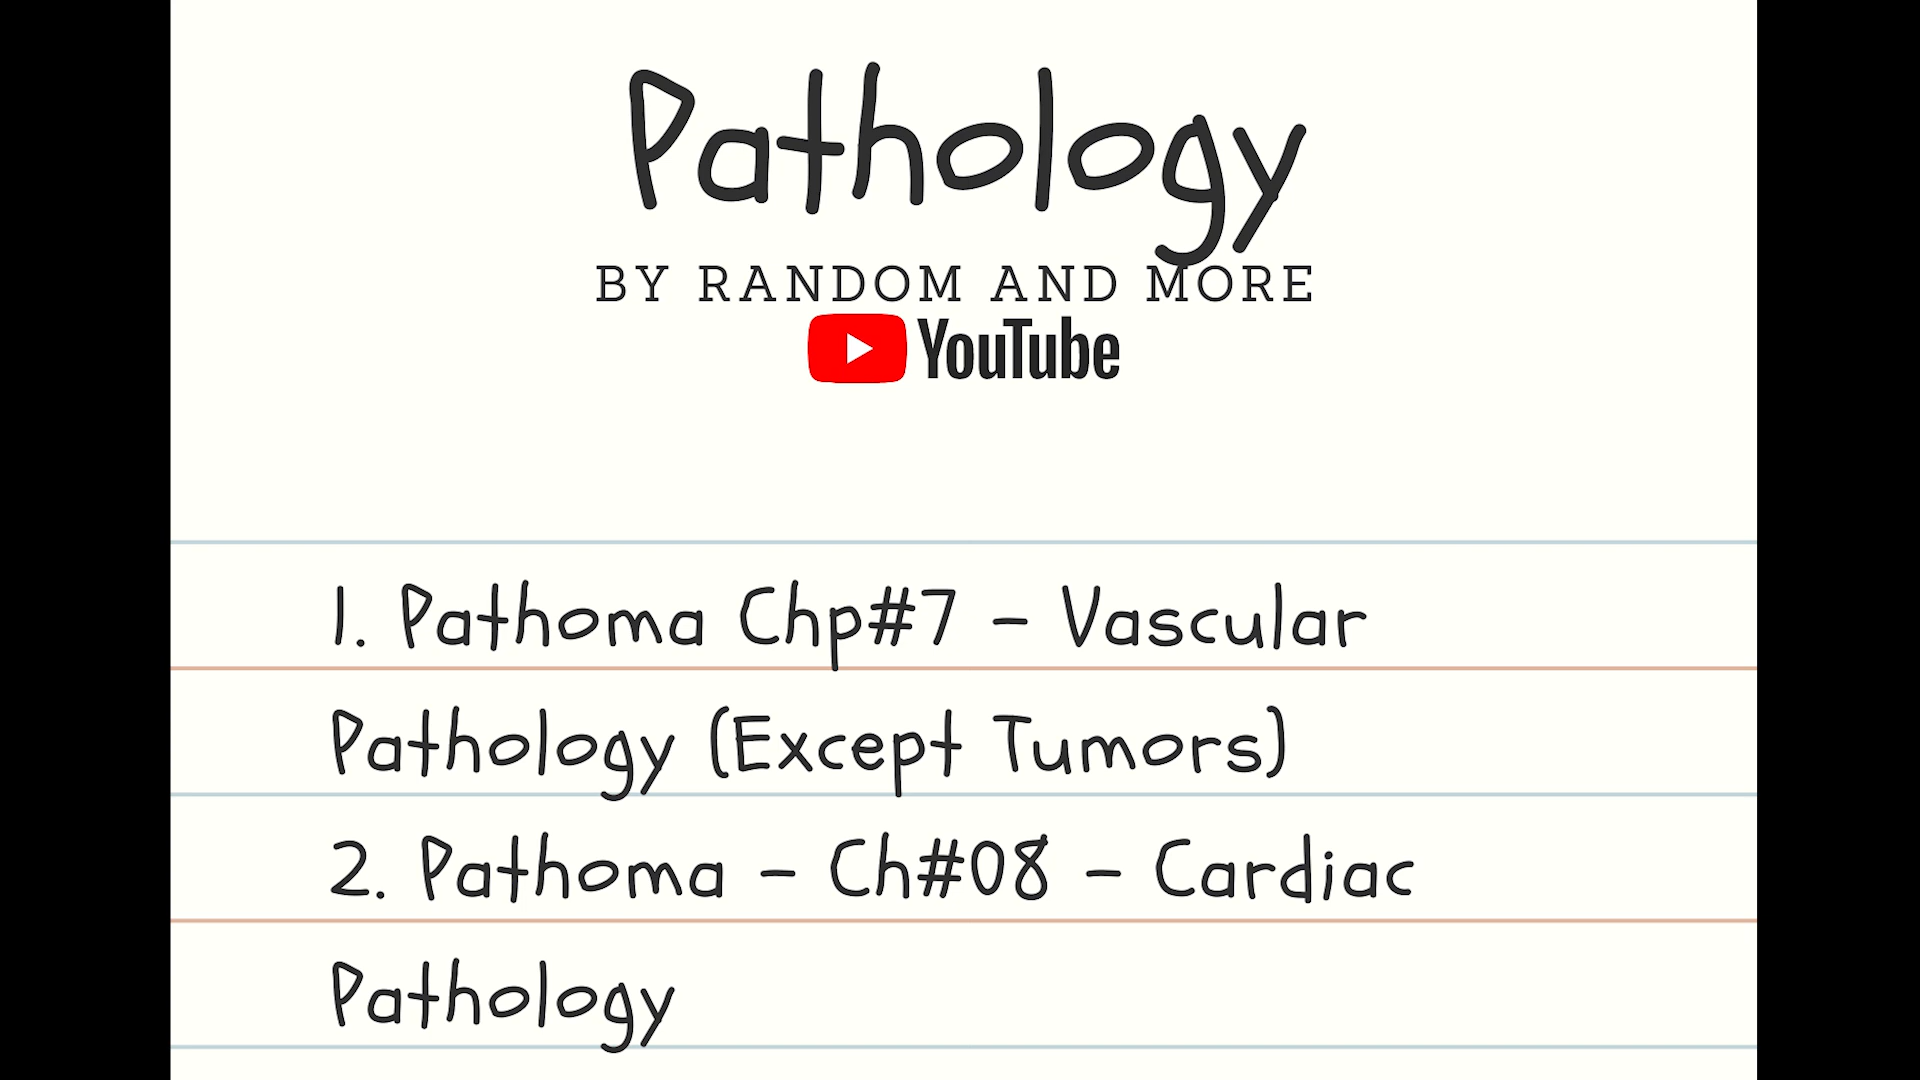 Pathology
BY RANDOM AND MORE
YouTube
1. Pathoma Chp#7 - Vascular
Pathology (Except Tumors)
2. Pathoma - Ch#08 - Cardiac
Pathology